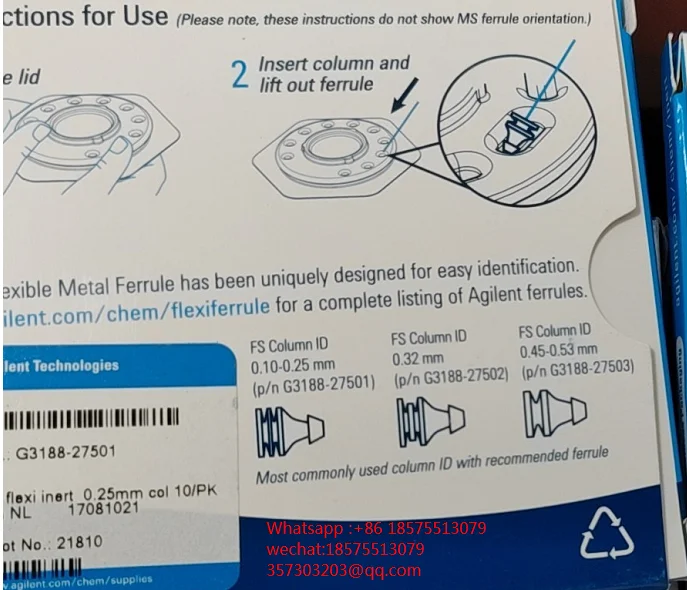 ctions for Use (Please note, these instructions do not show MS ferrule orientation.)
e lid
2 Insert column and
lift out ferrule
exible Metal Ferrule has been uniquely designed for easy identification.
ilent.com/chem/flexiferrule for a complete listing of Agilent ferrules.
lent Technologies
FS Column ID
0.10-0.25 mm
(p/n G3188-27501)
FS Column ID
0.32 mm
(p/n G3188-27502)
FS Column ID
0.45-0.53 mm
(p/n G3188-27503)
Most commonly used column ID with recommended ferrule
.: G3188-27501
flexi inert 0.25mm col 10/PK
NL 17081021
ot No.: 21810
agilent.com/chem/supplies
Whatsapp :+86 18575513079
wechat:18575513079
357303203@qq.com